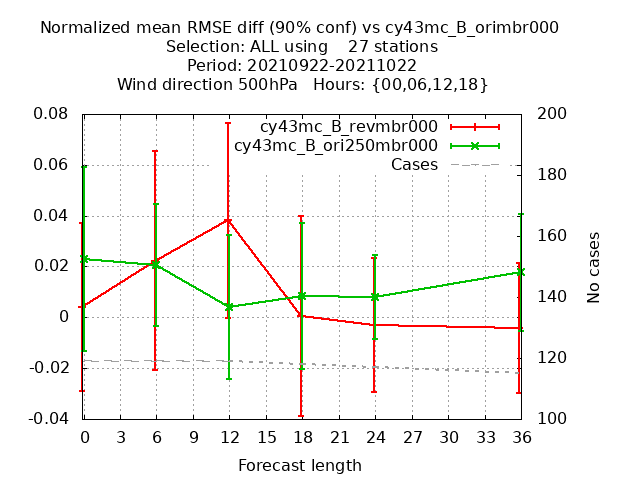 Normalized mean RMSE diff (90% conf) vs cy43mc_B_orimbr000
Selection: ALL using    27 stations
Period: 20210922-20211022
Wind direction 500hPa   Hours: {00,06,12,18}
cy43mc_B_revmbr000
cy43mc_B_ori250mbr000
Cases
0.08
0.06
0.04
0.02
0
-0.02
-0.04
200
180
160
140
120
100
No cases
0 3 6 9 12 15 18 21 24 27 30 33 36
Forecast length